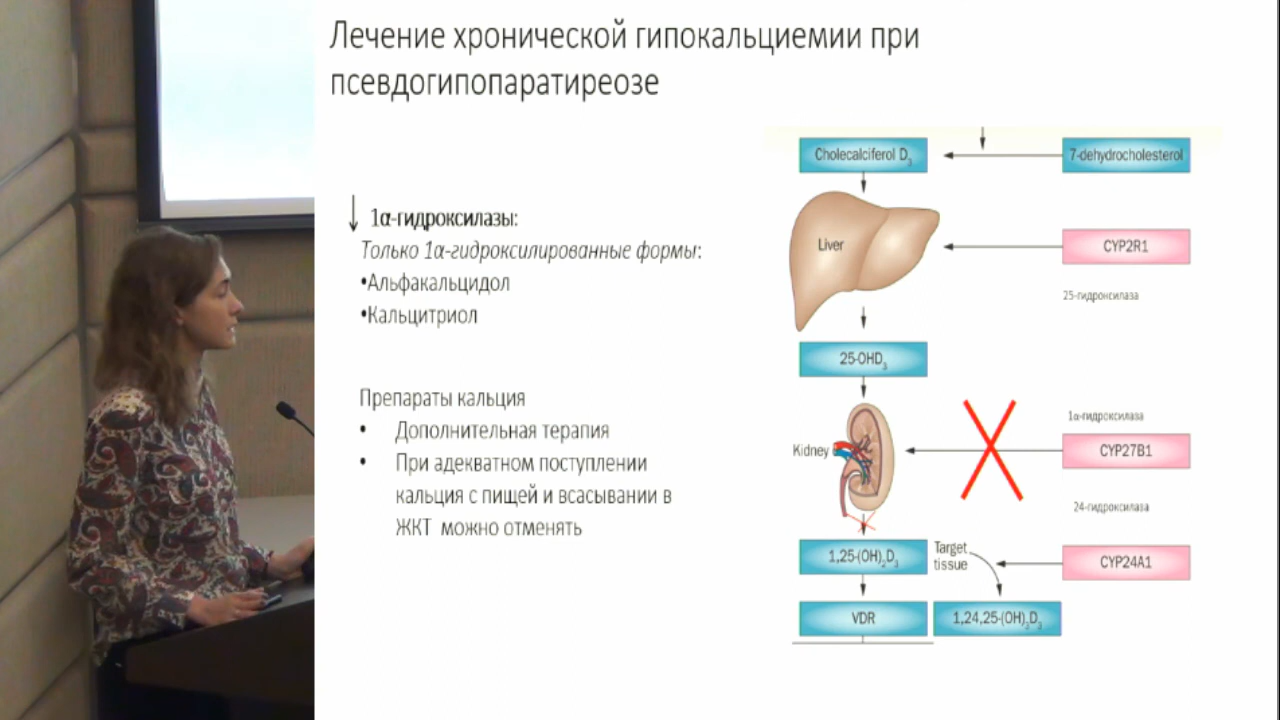 Лечение хронической гипокальциемии при
псевдогипопаратиреозе
↓ 1α-гидроксилазы:
Только 1α-гидроксилированные формы:
•Альфакальцидол
•Кальцитриол
Препараты кальция
• Дополнительная терапия
• При адекватном поступлении
кальция с пищей и всасывании в
ЖКТ можно отменять
Cholecalciferol D3
7-dehydrocholesterol
Liver
CYP2R1
25-гидроксилаза
25-OHD3
1α-гидроксилаза
Kidney
CYP27B1
24-гидроксилаза
1,25-(OH)2D3
Target
tissue
CYP24A1
VDR
1,24,25-(OH)3D3